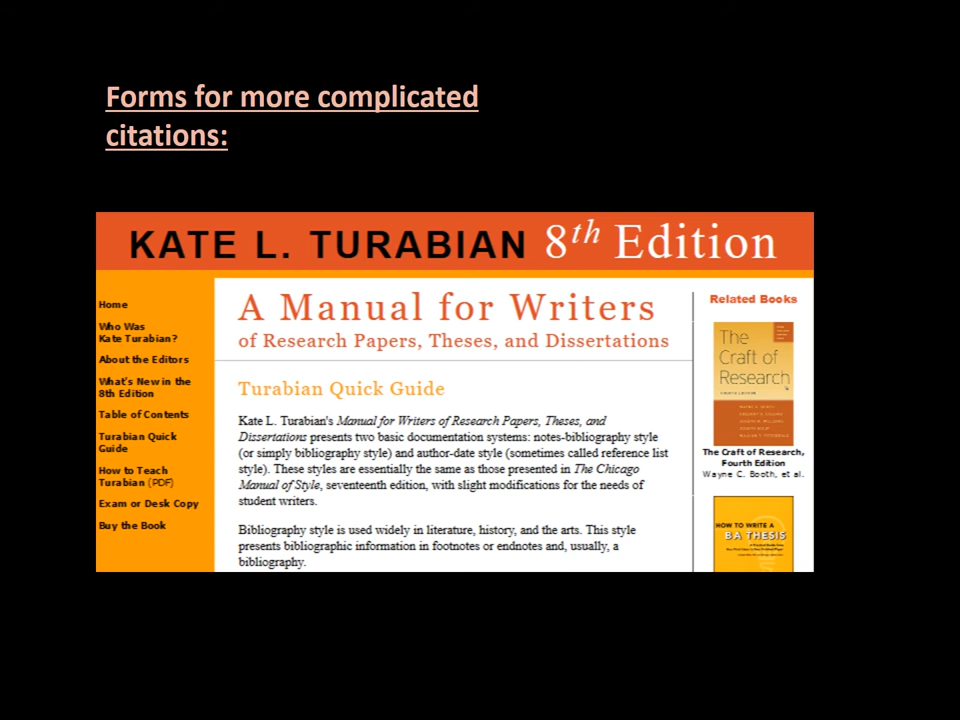 Forms for more complicated
citations:
KATE L. TURABIAN 8th Edition
Home
Who Was
Kate Turabian?
About the Editors
What's New in the
8th Edition
Table of Contents
Turabian Quick
Guide
How to Teach
Turabian (PDF)
Exam or Desk Copy
Buy the Book
A Manual for Writers
of Research Papers, Theses, and Dissertations
Turabian Quick Guide
Kate L. Turabian's Manual for Writers of Research Papers, Theses, and
Dissertations presents two basic documentation systems: notes-bibliography style
(or simply bibliography style) and author-date style (sometimes called reference list
style). These styles are essentially the same as those presented in The Chicago
Manual of Style, seventeenth edition, with slight modifications for the needs of
student writers.
Bibliography style is used widely in literature, history, and the arts. This style
presents bibliographic information in footnotes or endnotes and, usually, a
bibliography.
Related Books
The
Craft of
Research
The Craft of Research,
Fourth Edition
Wayne C. Booth, et al.
HOW TO WRITE A
BA THESIS